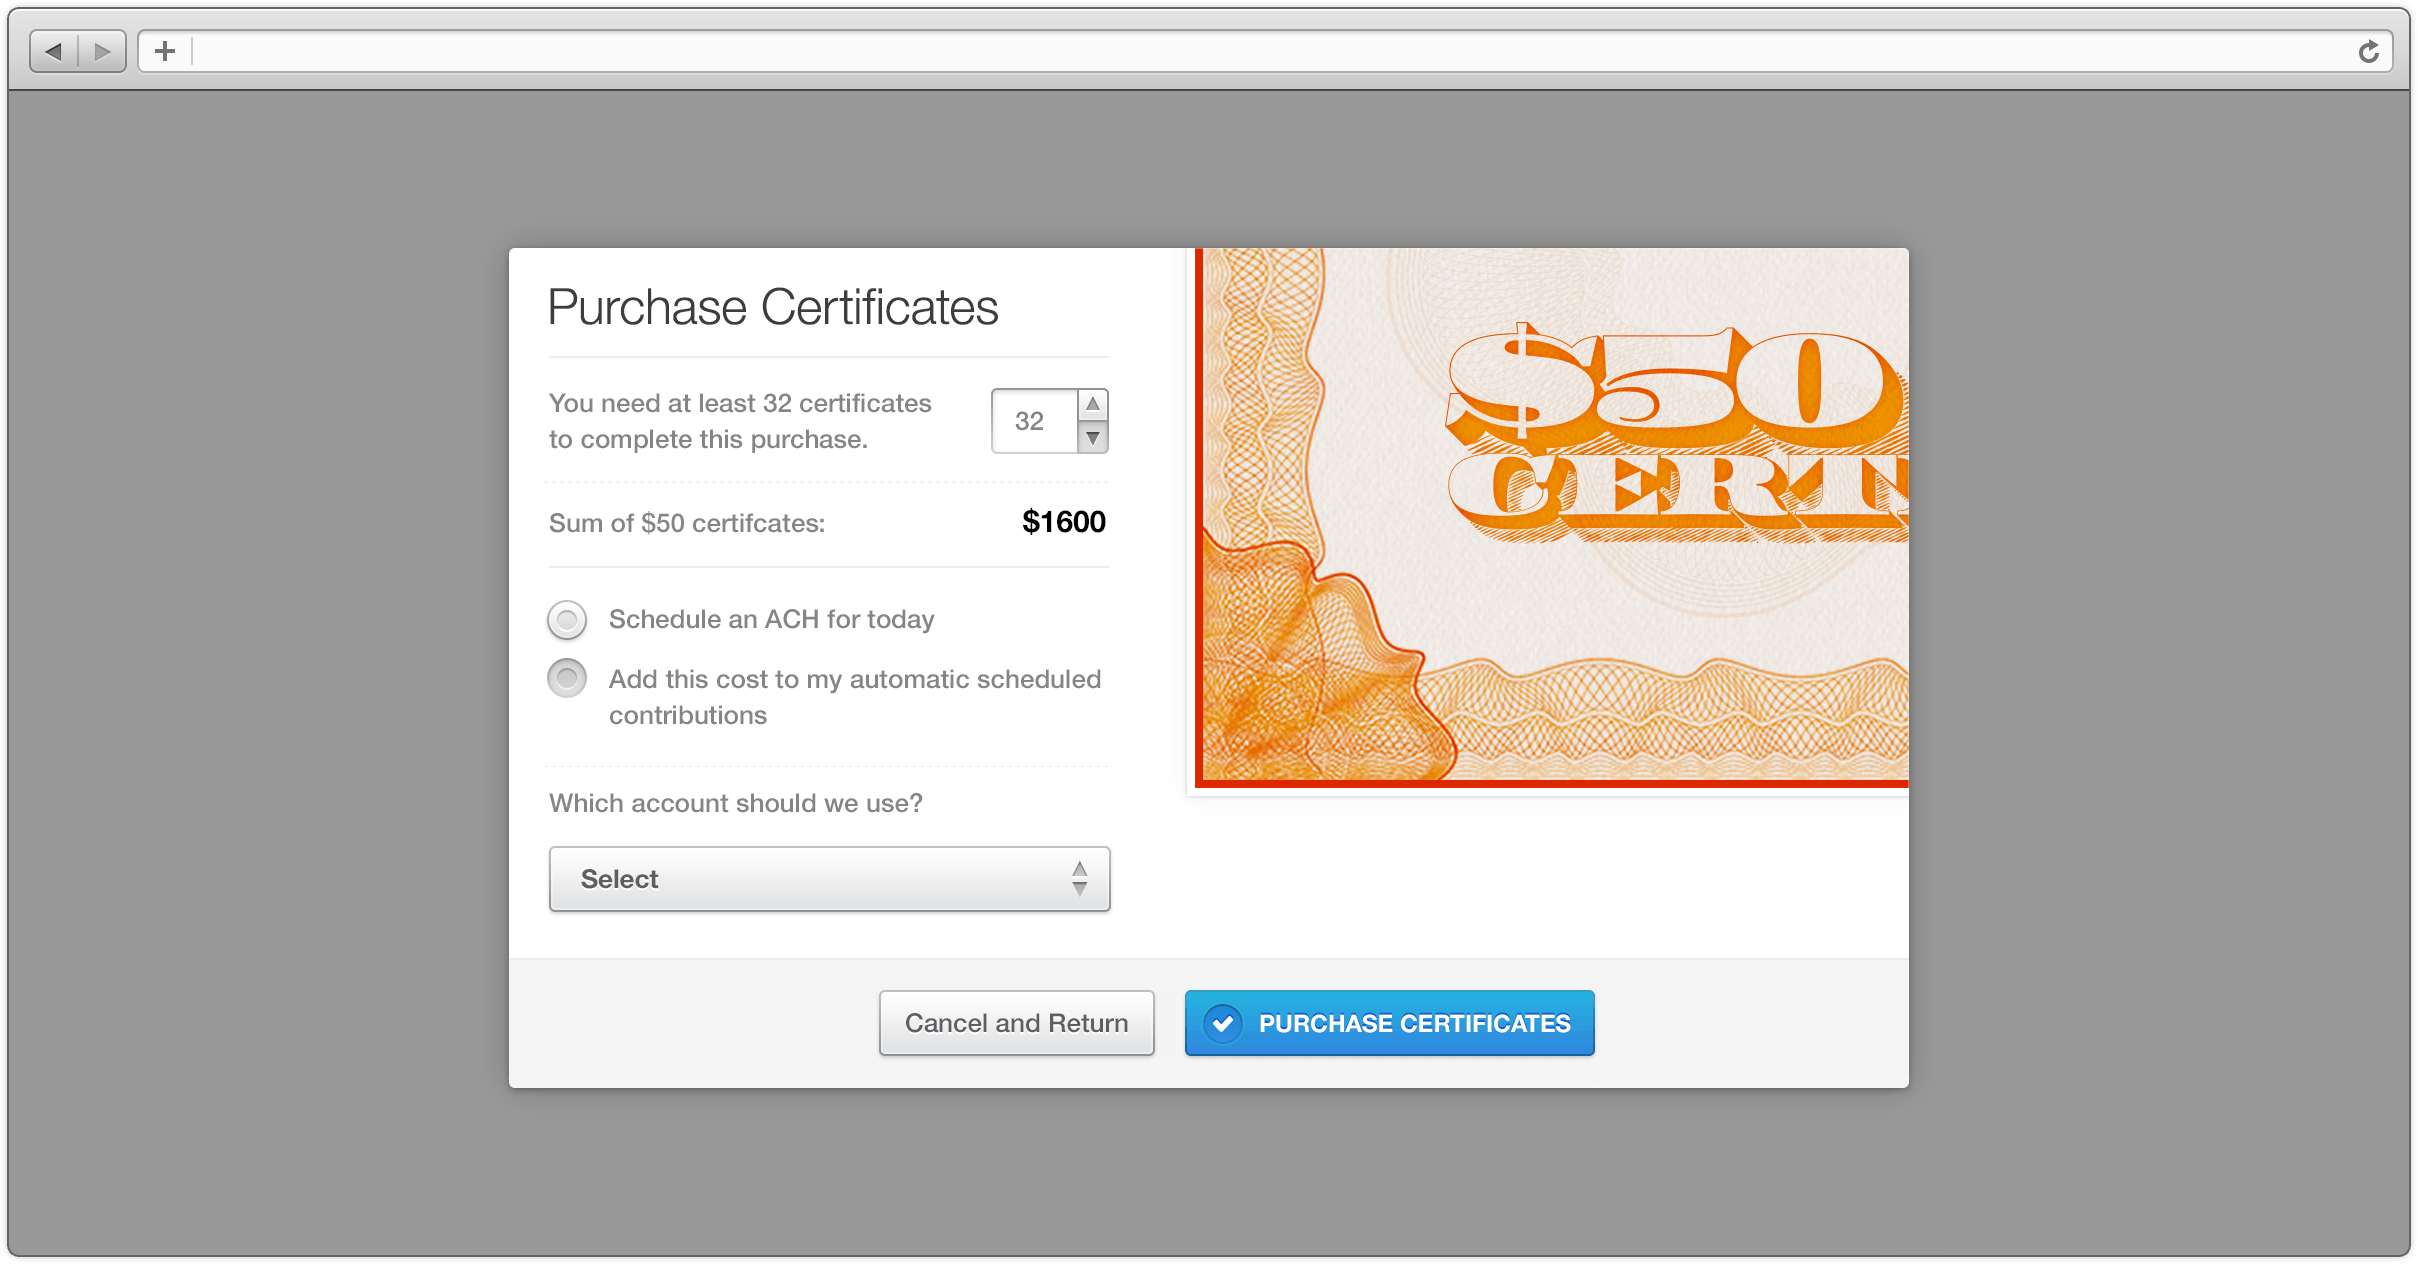 Purchase Certificates
You need at least 32 certificates
to complete this purchase.
32
Sum of $50 certifcates:
$1600
Schedule an ACH for today
Add this cost to my automatic scheduled
contributions
Which account should we use?
Select
$50
CERT
Cancel and Return
PURCHASE CERTIFICATES